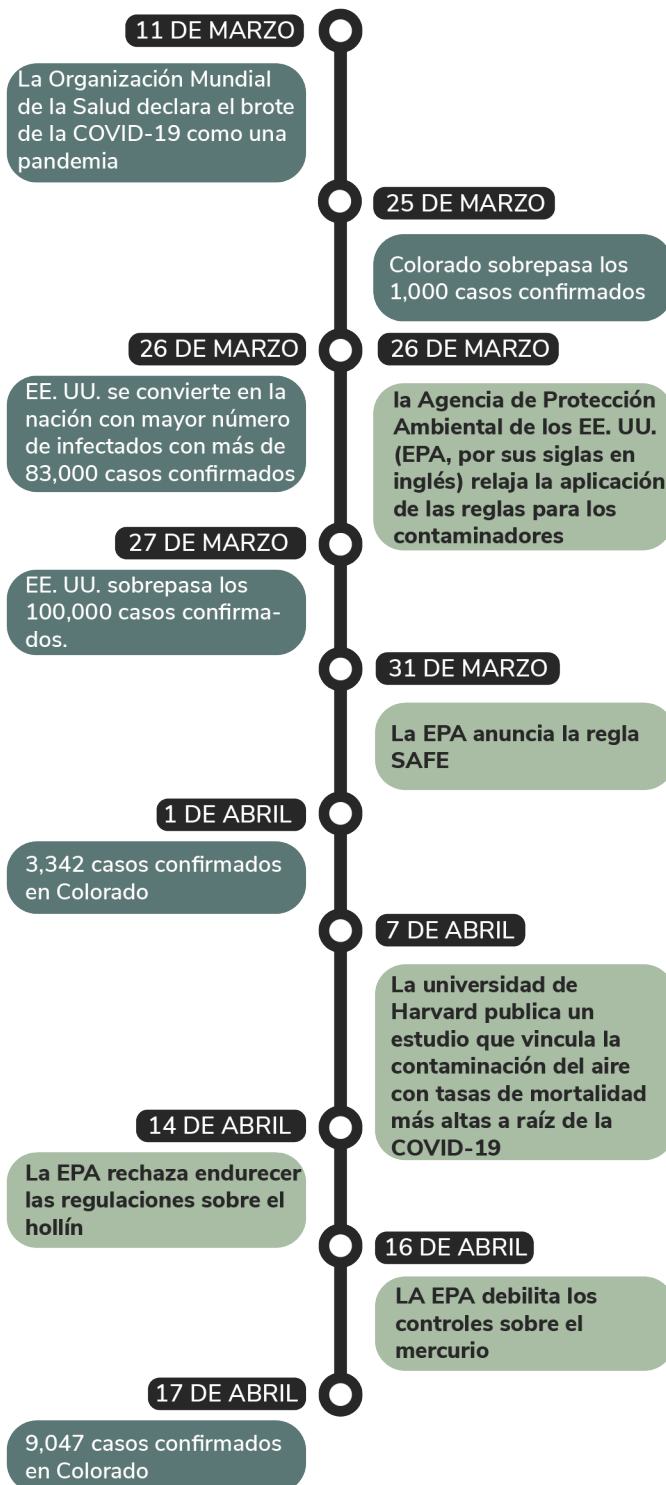 11 DE MARZO
La Organización Mundial
de la Salud declara el brote
de la COVID-19 como una
pandemia
25 DE MARZO
Colorado sobrepasa los
1,000 casos confirmados
26 DE MARZO
EE. UU. se convierte en la
nación con mayor número
de infectados con más de
83,000 casos confirmados
26 DE MARZO
la Agencia de Protección
Ambiental de los EE. UU.
(EPA, por sus siglas en
inglés) relaja la aplicación
de las reglas para los
contaminadores
27 DE MARZO
EE. UU. sobrepasa los
100,000 casos confirma-
dos.
31 DE MARZO
La EPA anuncia la regla
SAFE
1 DE ABRIL
3,342 casos confirmados
en Colorado
7 DE ABRIL
La universidad de
Harvard publica un
estudio que vincula la
contaminación del aire
con tasas de mortalidad
más altas a raíz de la
COVID-19
14 DE ABRIL
La EPA rechaza endurecer
las regulaciones sobre el
hollín
16 DE ABRIL
LA EPA debilita los
controles sobre el
mercurio
17 DE ABRIL
9,047 casos confirmados
en Colorado